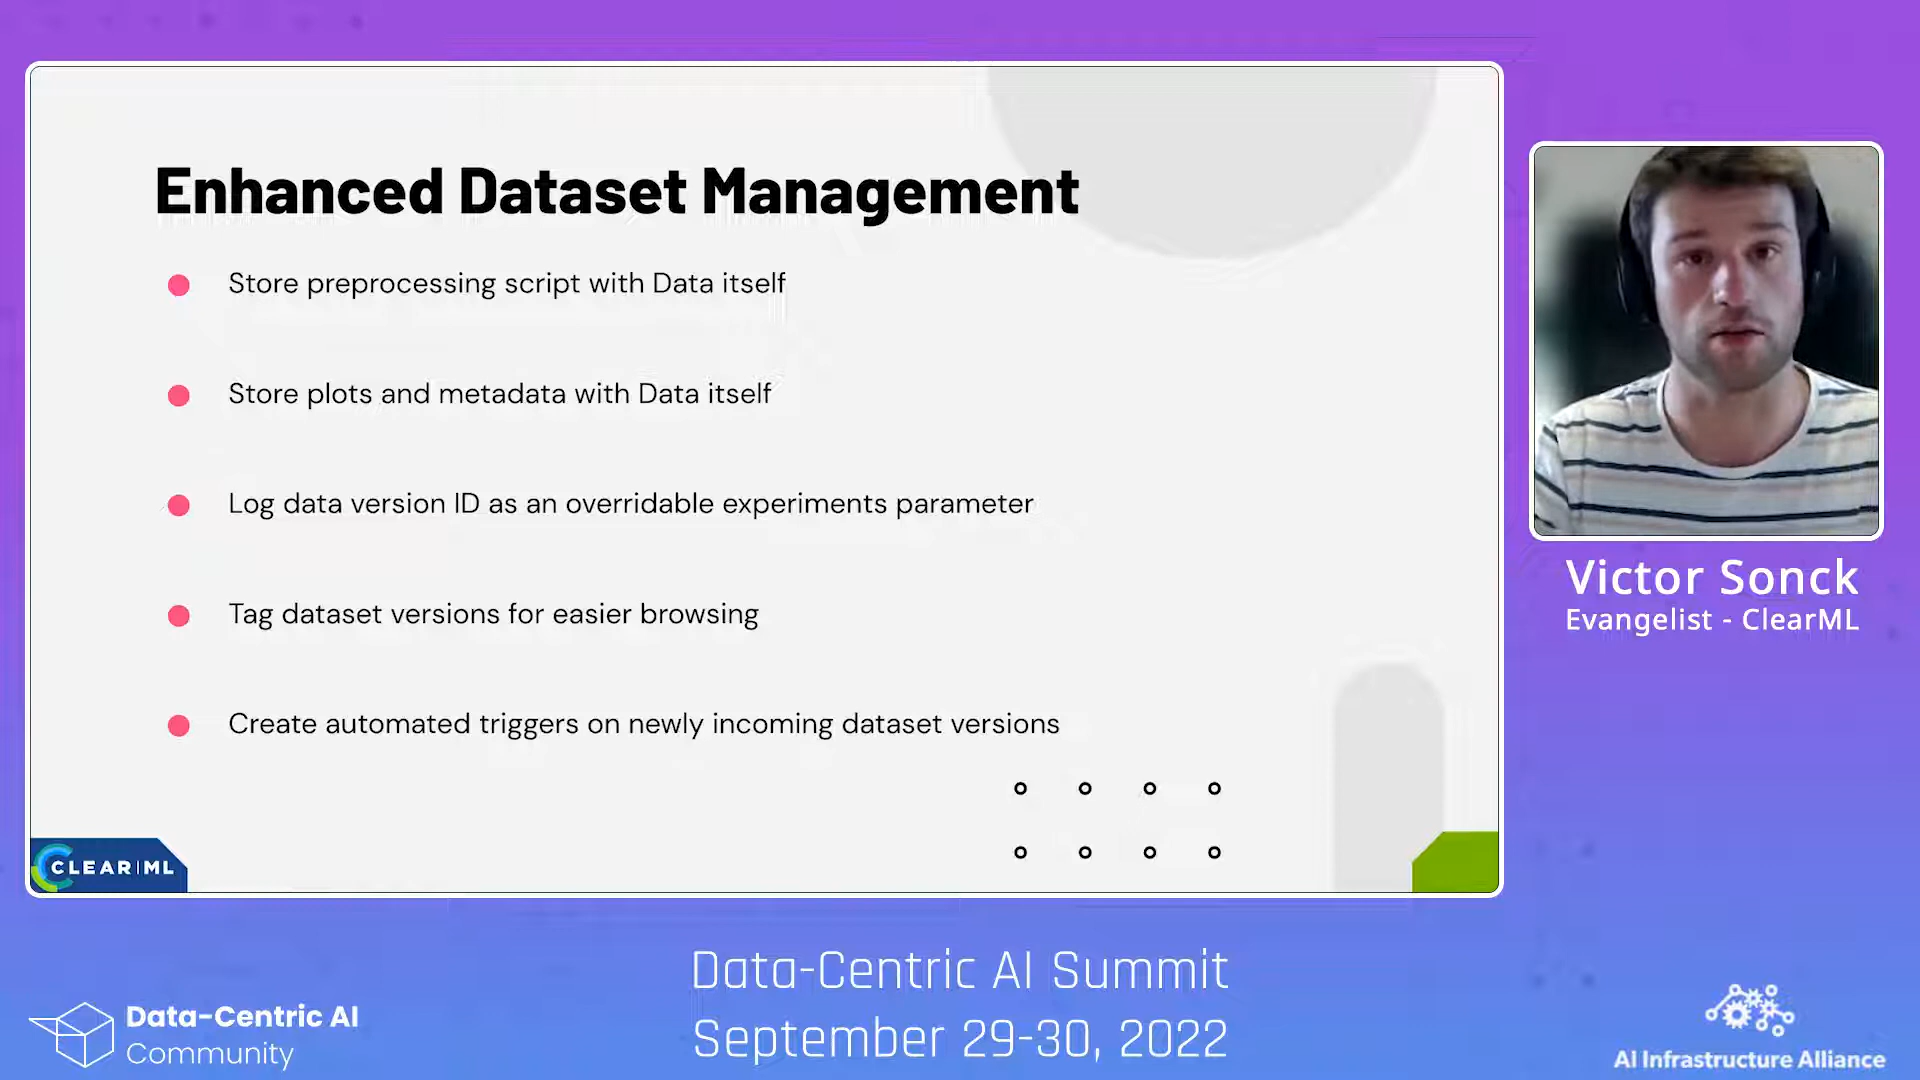 Enhanced Dataset Management
Store preprocessing script with Data itself
Store plots and metadata with Data itself
Log data version ID as an overridable experiments parameter
Tag dataset versions for easier browsing
Create automated triggers on newly incoming dataset versions
CLEAR|ML
Victor Sonck
Evangelist - ClearML
Data-Centric AI
Community
Data-Centric AI Summit
September 29-30, 2022
AI Infrastructure Alliance